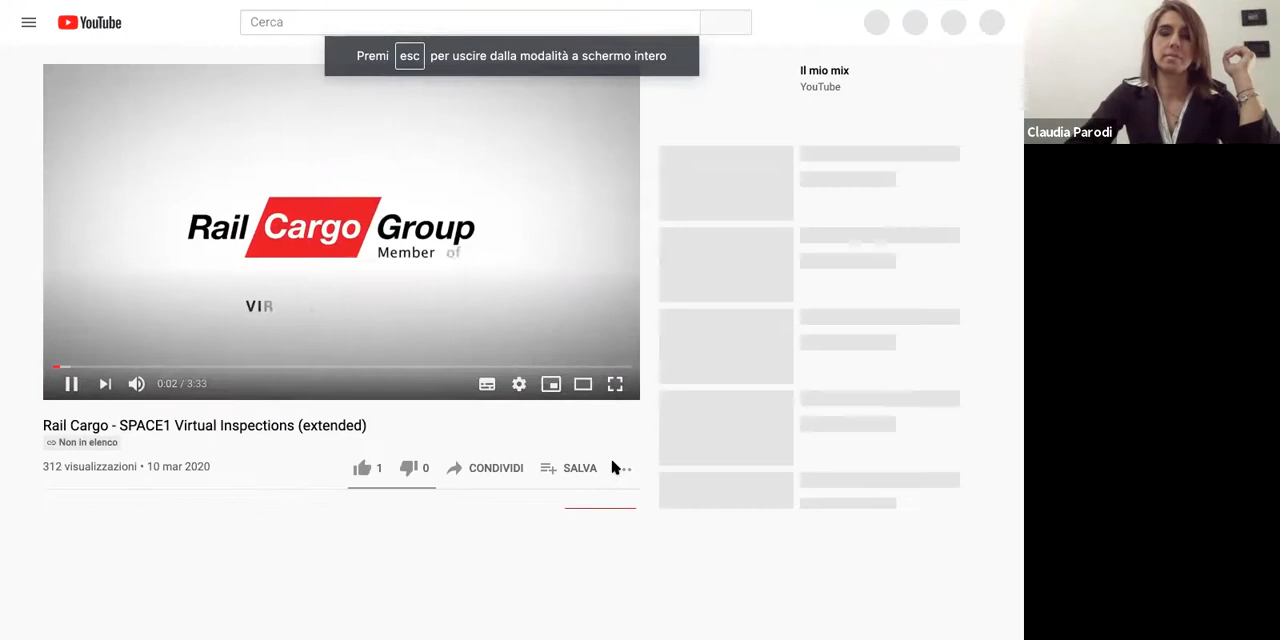 YouTube
Cerca
Premi esc per uscire dalla modalità a schermo intero
Il mio mix
YouTube
Claudia Parodi
Rail Cargo Group
Member of
VIR
0:02 / 3:33
Rail Cargo - SPACE1 Virtual Inspections (extended)
Non in elenco
312 visualizzazioni • 10 mar 2020
1
0
CONDIVIDI
SALVA